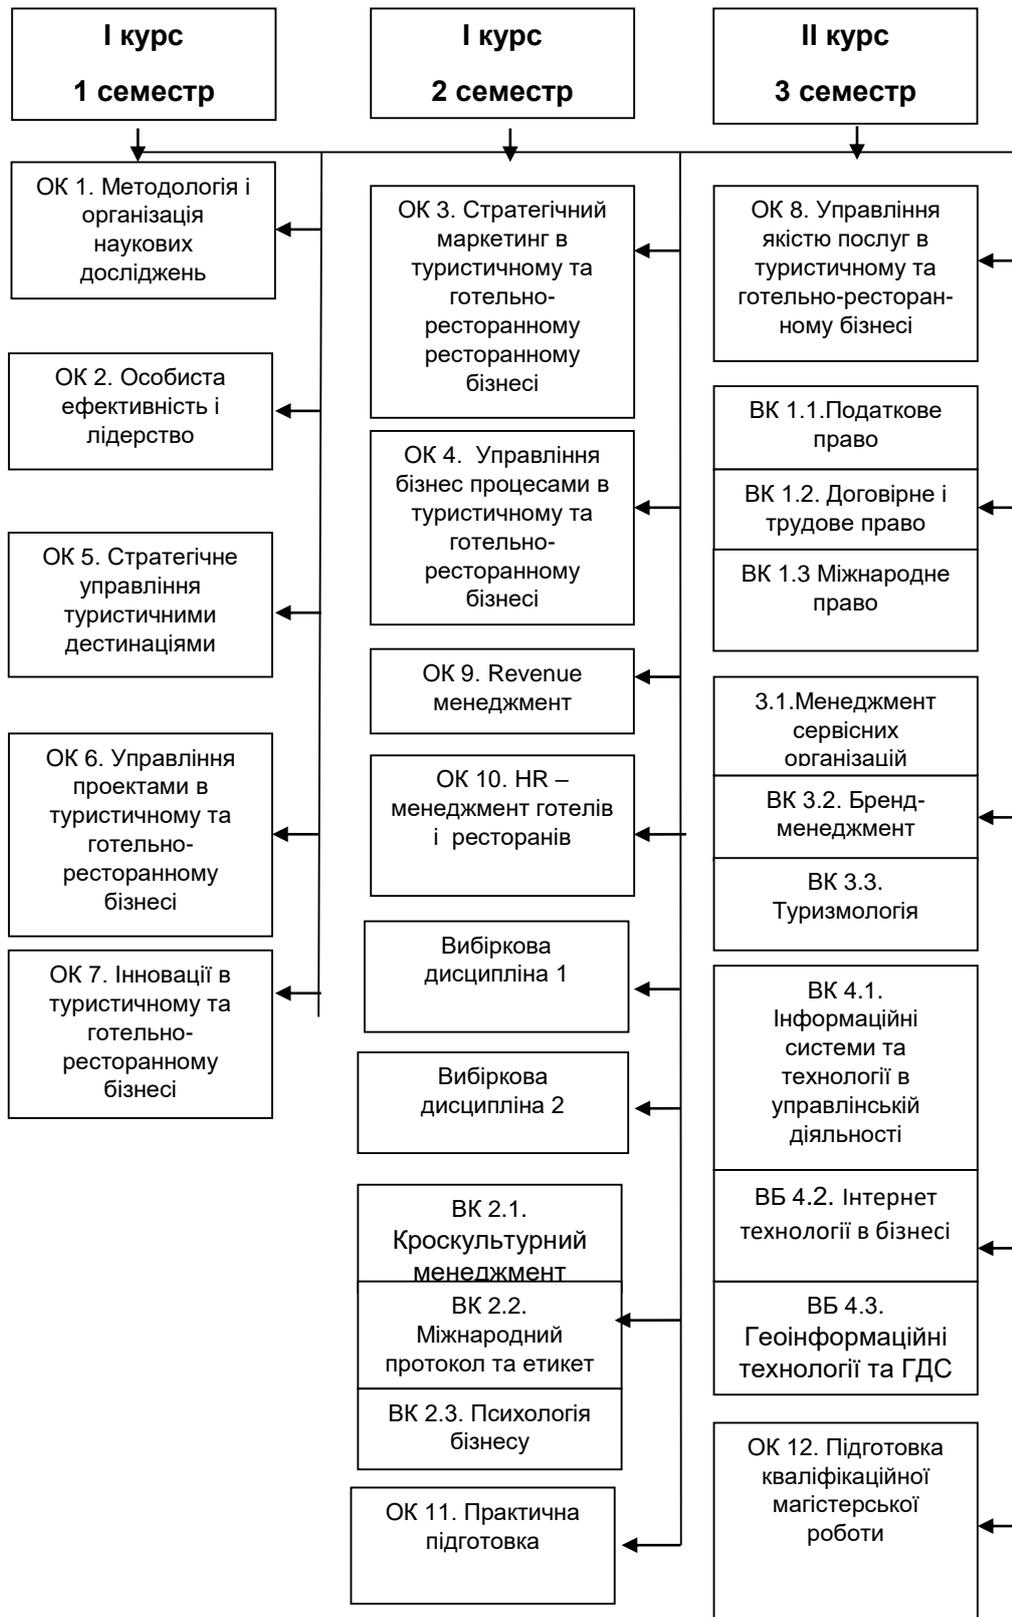 І курс
1 семестр
І курс
2 семестр
ІІ курс
3 семестр
ОК 1. Методологія і
організація
наукових
досліджень
ОК 2. Особиста
ефективність і
лідерство
ОК 5. Стратегічне
управління
туристичними
дестинаціями
ОК 6. Управління
проектами в
туристичному та
готельно-
ресторанному
бізнесі
ОК 7. Інновації в
туристичному та
готельно-
ресторанному
бізнесі
ОК 3. Стратегічний
маркетинг в
туристичному та
готельно-
ресторанному
ресторанному
бізнесі
ОК 4. Управління
бізнес процесами в
туристичному та
готельно-
ресторанному
бізнесі
ОК 9. Revenue
менеджмент
ОК 10. HR –
менеджмент готелів
і ресторанів
Вибіркова
дисципліна 1
Вибіркова
дисципліна 2
ВК 2.1.
Кроскультурний
менеджмент
ВК 2.2.
Міжнародний
протокол та етикет
ВК 2.3. Психологія
бізнесу
ОК 11. Практична
підготовка
ОК 8. Управління
якістю послуг в
туристичному та
готельно-ресторан-
ному бізнесі
ВК 1.1.Податкове
право
ВК 1.2. Договірне і
трудове право
ВК 1.3 Міжнародне
право
3.1.Менеджмент
сервісних
організацій
ВК 3.2. Бренд-
менеджмент
ВК 3.3.
Туризмологія
ВК 4.1.
Інформаційні
системи та
технології в
управлінській
діяльності
ВБ 4.2. Інтернет
технології в бізнесі
ВБ 4.3.
Геоінформаційні
технології та ГДС
ОК 12. Підготовка
кваліфікаційної
магістерської
роботи